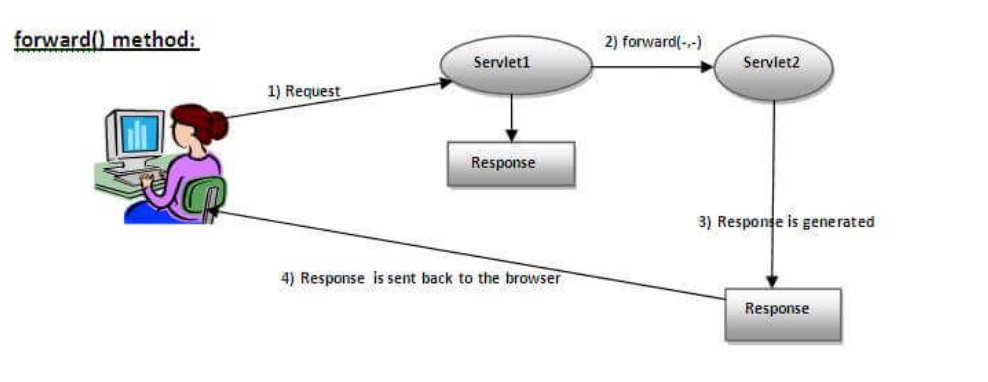 forward() method:
1) Request
Servlet1
2) forward(-,-)
Servlet2
Response
3) Response is generated
4) Response is sent back to the browser
Response